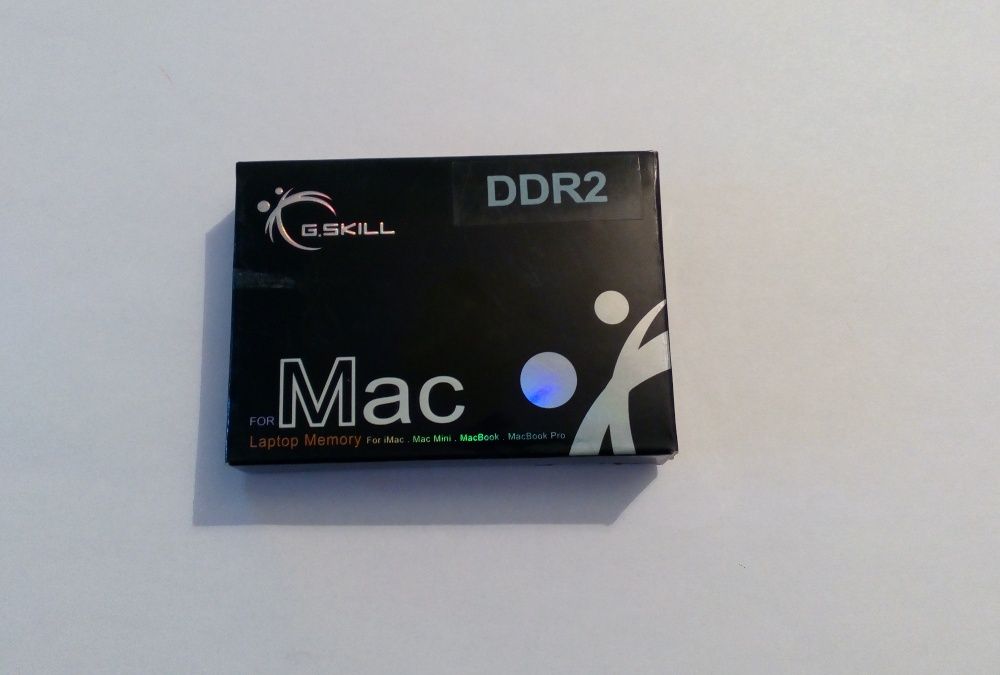 G.SKILL
DDR2
FOR Mac
Laptop Memory For iMac . Mac Mini . MacBook . MacBook Pro